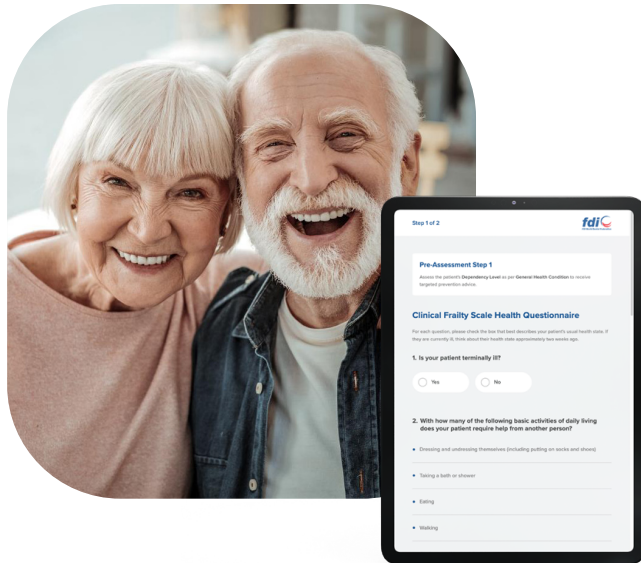 Step 1 of 2
fdi
Pre-Assessment Step 1
Assess the patient's Dependency Level as per General Health Condition to receive
targeted prevention advice.
Clinical Frailty Scale Health Questionnaire
For each question, please check the box that best describes your patient's usual health state. If
they are currently ill, think about their health state approximately two weeks ago.
1. Is your patient terminally ill?
Yes
No
2. With how many of the following basic activities of daily living
does your patient require help from another person?
Dressing and undressing themselves (including putting on socks and shoes)
Taking a bath or shower
Eating
Walking